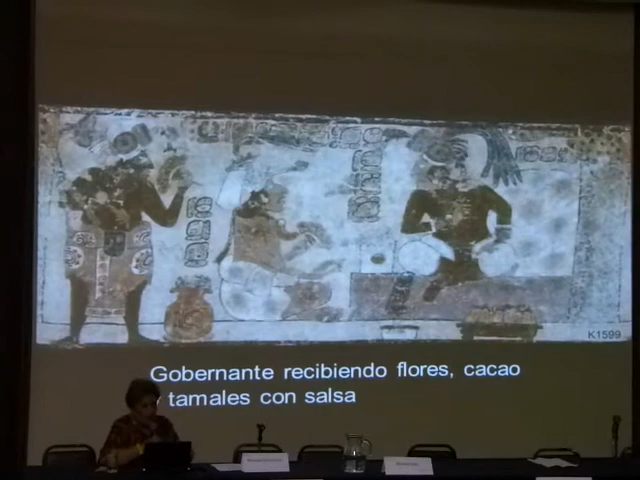 K1599
Gobernante recibiendo flores, cacao
tamales con salsa